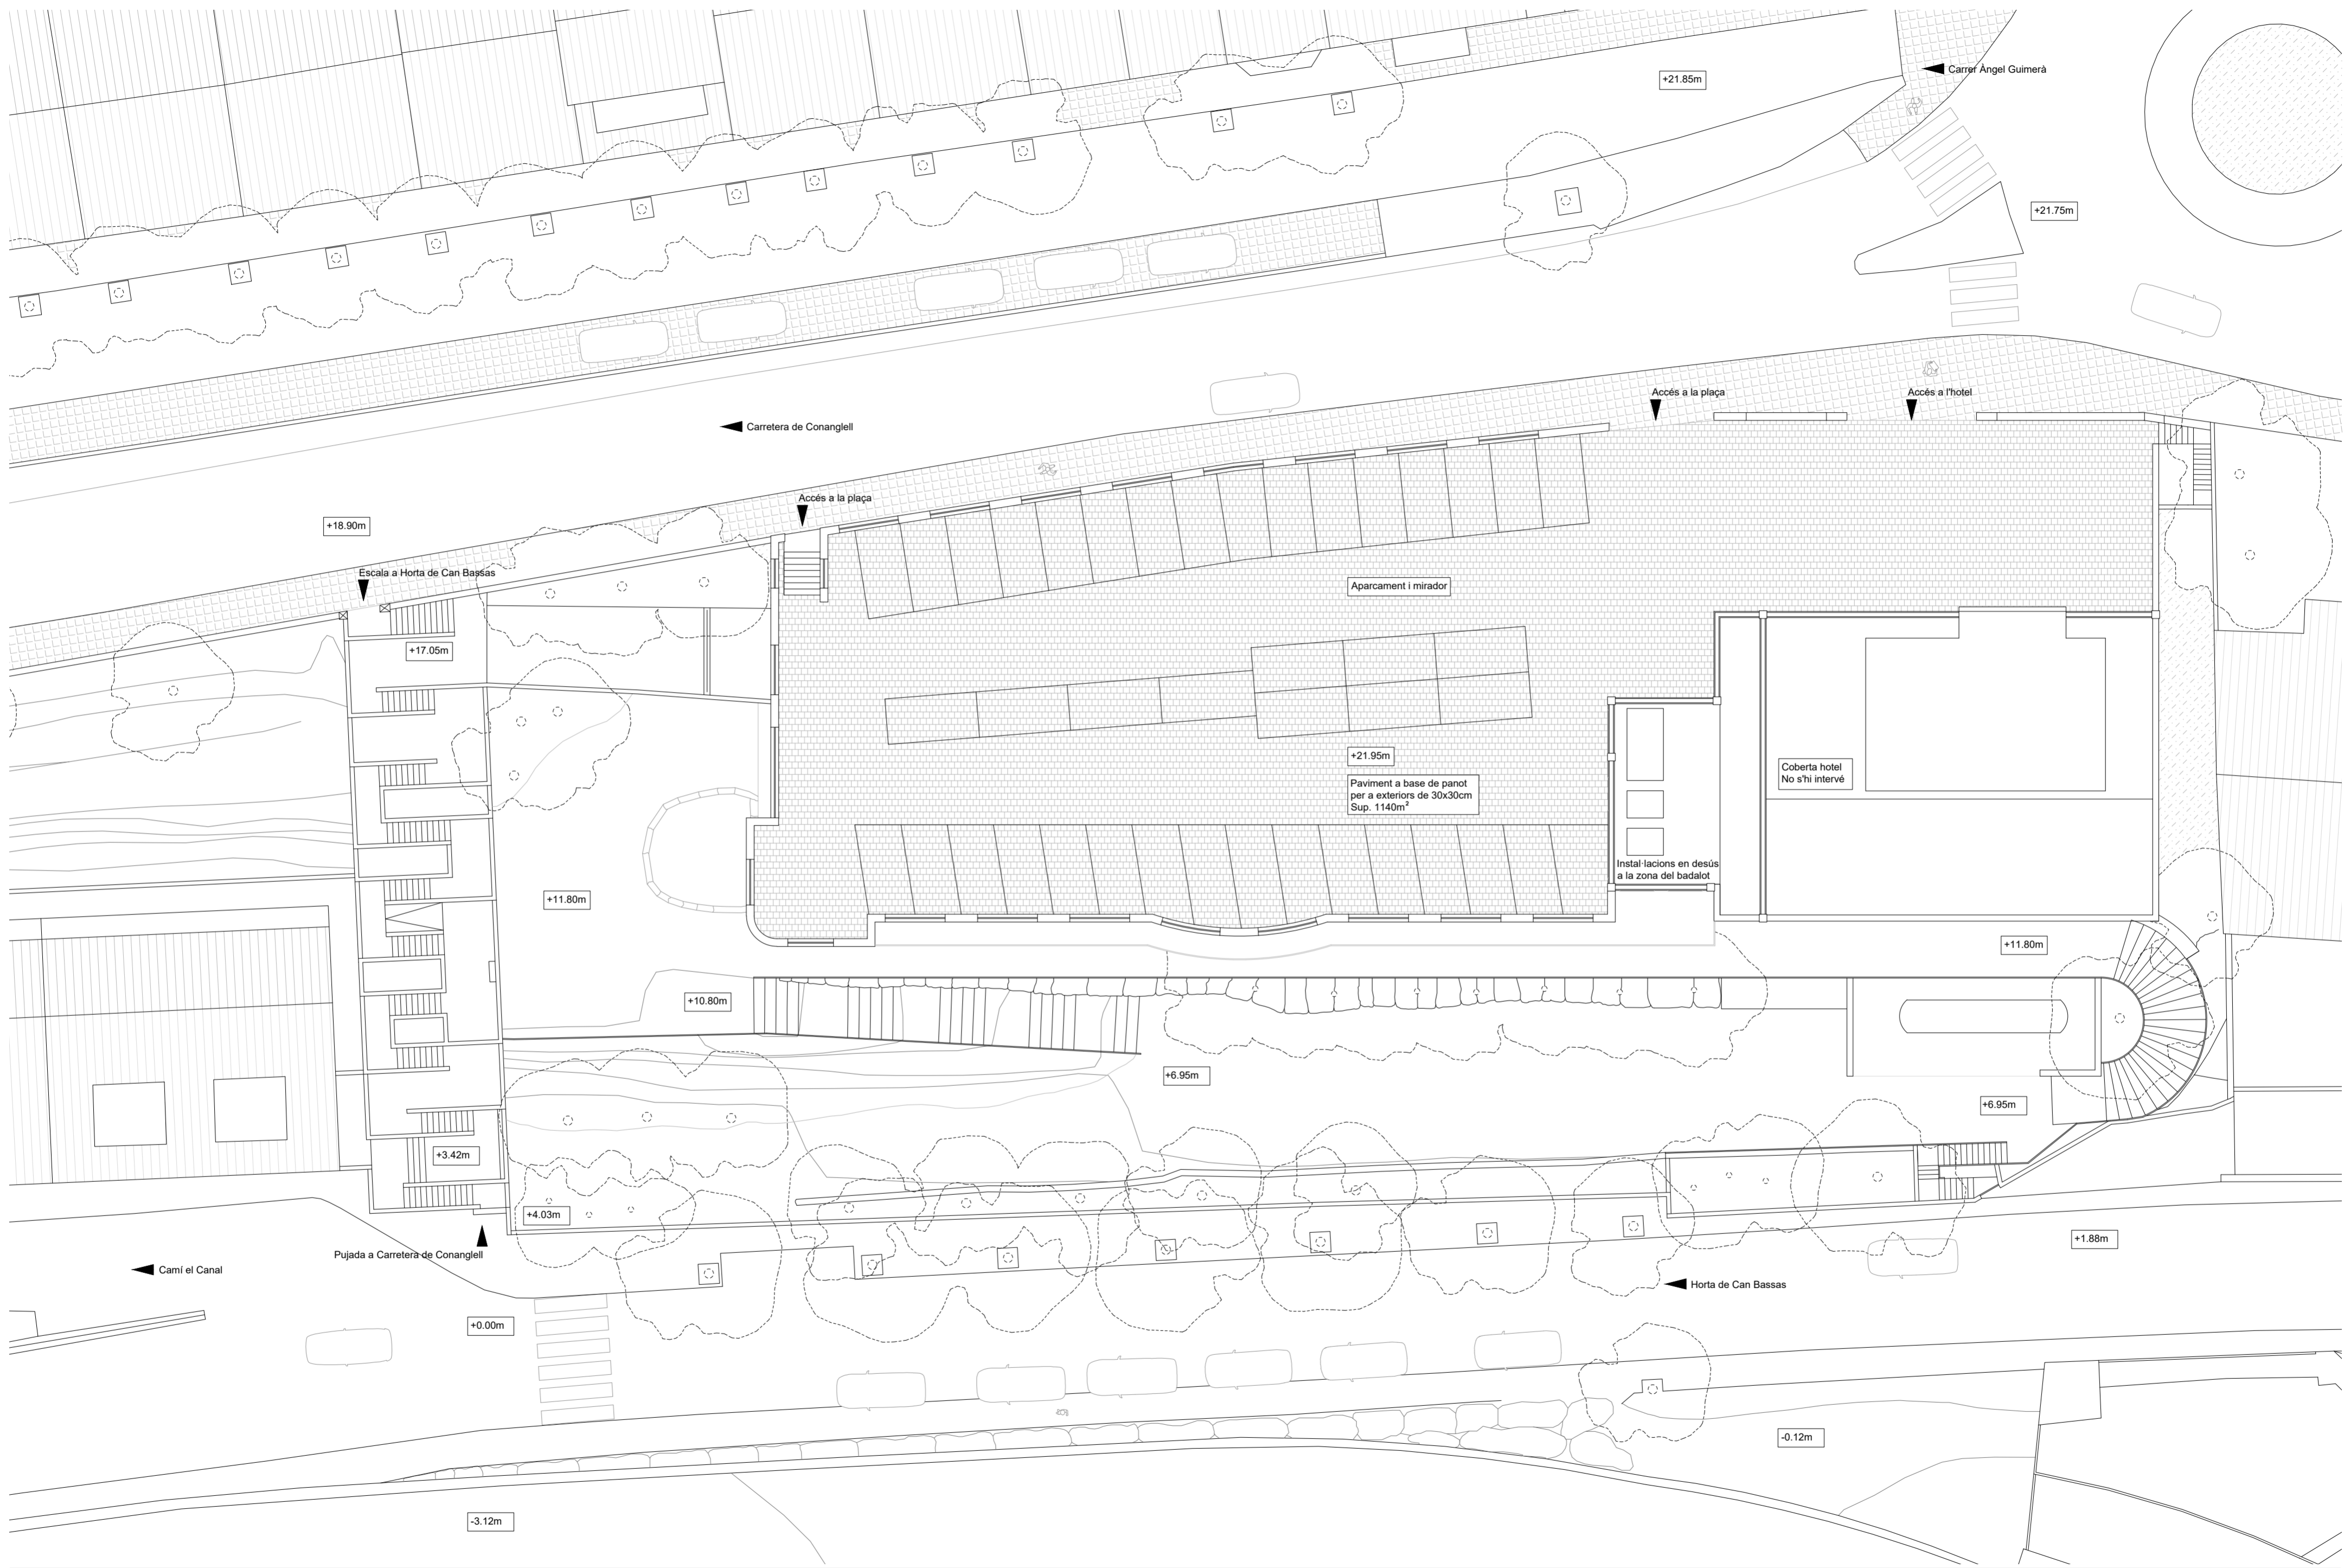 Carrer Àngel Guimerà
+21.85m
+21.75m
Accés a la plaça
Accés a l'hotel
Carretera de Conanglell
Accés a la plaça
+18.90m
Escala a Horta de Can Bassas
Aparcament i mirador
+17.05m
+21.95m
Coberta hotel
No s'hi intervé
Paviment a base de panot
per a exteriors de 30x30cm
Sup. 1140m²
Instal·lacions en desús
a la zona del badalot
+11.80m
+11.80m
+10.80m
+6.95m
+6.95m
+3.42m
+4.03m
+1.88m
Pujada a Carretera de Conanglell
Camí el Canal
Horta de Can Bassas
+0.00m
-0.12m
-3.12m